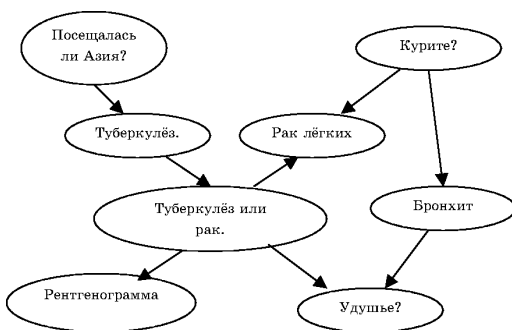 Посещалась
ли Азия?
Курите?
Туберкулёз.
Рак лёгких
Туберкулёз или
рак.
Бронхит
Рентгенограмма
Удушье?